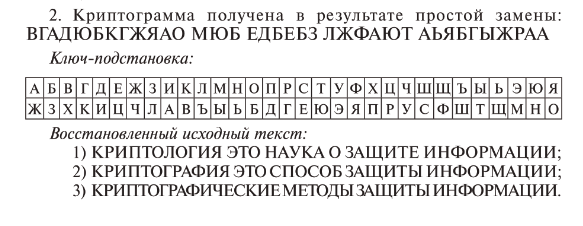 2. Криптограмма получена в результате простой замены:
ВГАДЮБКГЖЯАО МЮБ ЕДБЕБЗ ЛЖФАЮТ АЬЯБГЫЖРАА
Ключ-подстановка:
А Б В Г Д Е Ж З И К Л М Н О П Р С Т У Ф Х Ц Ч Ш Щ Ъ Ы Ь Э Ю Я
Ж З Х К И Ц Ч Л А В Ъ Ы Ь Б Д Г Е Ю Э Я П Р У С Ф Ш Т Щ М Н О
Восстановленный исходный текст:
1) КРИПТОЛОГИЯ ЭТО НАУКА О ЗАЩИТЕ ИНФОРМАЦИИ;
2) КРИПТОГРАФИЯ ЭТО СПОСОБ ЗАЩИТЫ ИНФОРМАЦИИ;
3) КРИПТОГРАФИЧЕСКИЕ МЕТОДЫ ЗАЩИТЫ ИНФОРМАЦИИ.